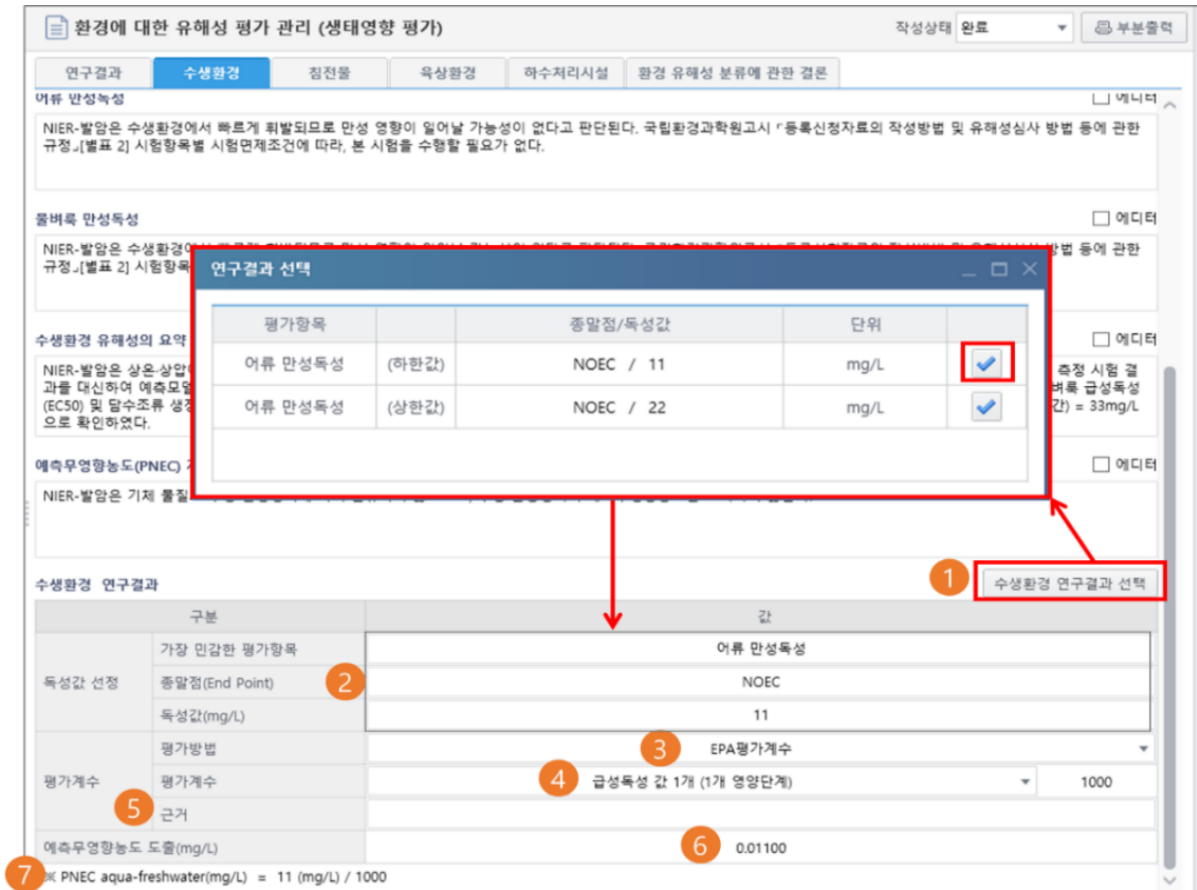 환경에 대한 유해성 평가 관리 (생태영향 평가)
작성상태 완료 부분출력
연구결과 수생환경 침전물 육상환경 하수처리시설 환경 유해성 분류에 관한 결론
어류 만성독성 에디터
NIER-발암은 수생환경에서 빠르게 휘발되므로 만성 영향이 일어날 가능성이 없다고 판단된다. 국립환경과학원고시 「등록신청자료의 작성방법 및 유해성심사 방법 등에 관한
규정」[별표 2] 시험항목별 시험면제조건에 따라, 본 시험을 수행할 필요가 없다.
물벼룩 만성독성 에디터
NIER-발암은 수생환경 방법 등에 관한
규정」[별표 2] 시험항목
연구결과 선택
평가항목 종말점/독성값 단위
어류 만성독성 (하한값) NOEC / 11 mg/L
어류 만성독성 (상한값) NOEC / 22 mg/L
수생환경 유해성의 요약 에디터
NIER-발암은 상온·상압 측정 시험 결
과를 대신하여 예측모델 벼룩 급성독성
(EC50) 및 담수조류 생장 간) = 33mg/L
으로 확인하였다.
예측무영향농도(PNEC) 에디터
NIER-발암은 기체 물질
수생환경 연구결과
1 수생환경 연구결과 선택
구분 값
독성값 선정
가장 민감한 평가항목 어류 만성독성
종말점(End Point) 2 NOEC
독성값(mg/L) 11
평가계수
평가방법 3 EPA평가계수
평가계수 4 급성독성 값 1개 (1개 영양단계) 1000
5 근거
예측무영향농도 도출(mg/L) 6 0.01100
7 ※ PNEC aqua-freshwater(mg/L) = 11 (mg/L) / 1000